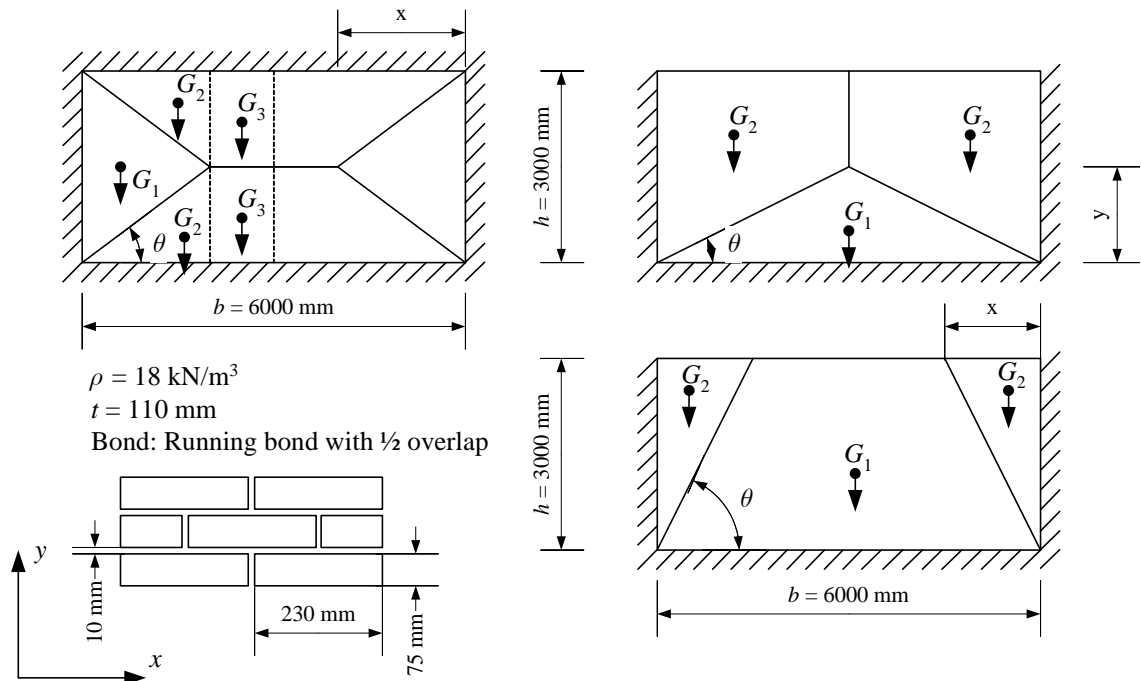 x
G2
G3
G1
G2
G3
θ
b = 6000 mm
h = 3000 mm
G2
G2
G1
θ
y
ρ = 18 kN/m³
t = 110 mm
Bond: Running bond with ½ overlap
y
x
10 mm
230 mm
75 mm
x
h = 3000 mm
G2
G2
G1
θ
b = 6000 mm